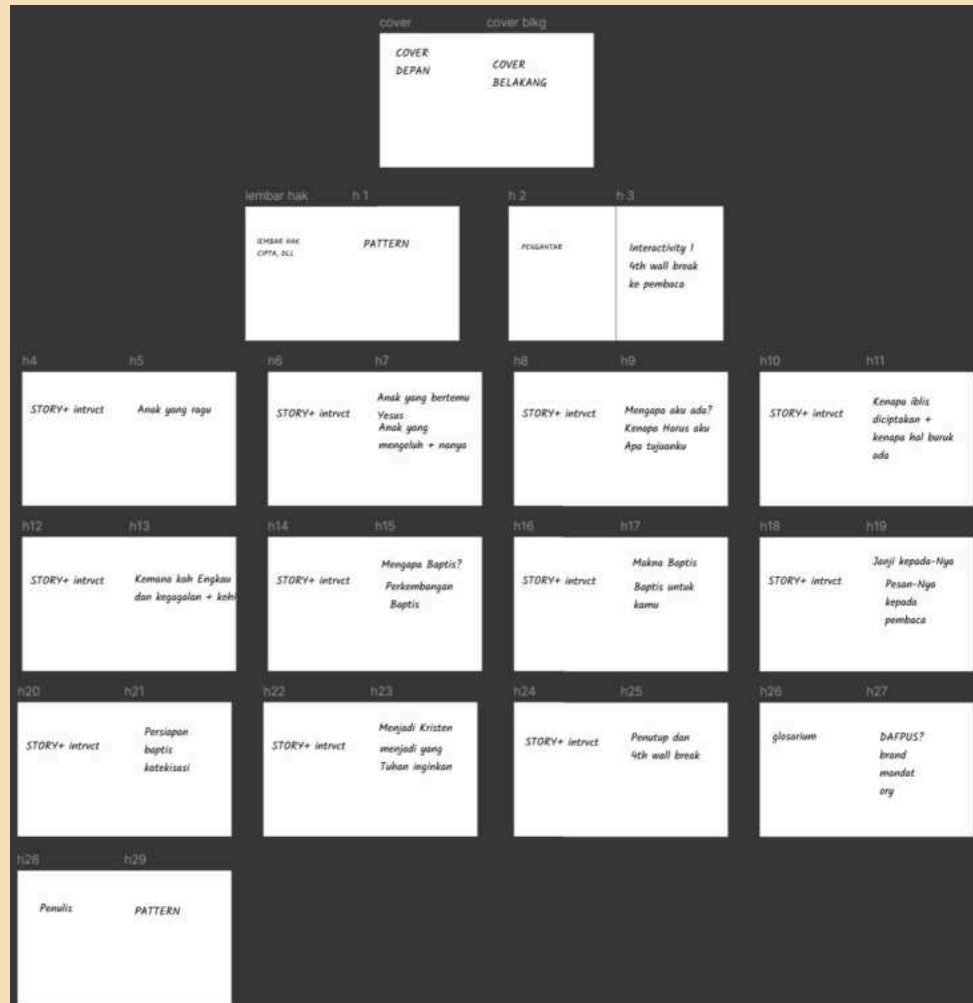 cover
cover blkg
COVER
DEPAN
COVER
BELAKANG
lembar hak
h 1
lEMBAR HAK
CIPTA, DLL
PATTERN
h 2
h 3
PENGANTAR
Interactivity 1
4th wall break
ke pembaca
h4
h5
STORY+ intrvct
Anak yang ragu
h6
h7
STORY+ intrvct
Anak yang bertemu
Yesus
Anak yang
mengeluh + nanya
h8
h9
STORY+ intrvct
Mengapa aku ada?
Kenapa Harus aku
Apa tujuanku
h10
h11
STORY+ intrvct
Kenapa iblis
diciptakan +
kenapa hal buruk
ada
h12
h13
STORY+ intrvct
Kemana kah Engkau
dan kegagalan + kehi
h14
h15
STORY+ intrvct
Mengapa Baptis?
Perkembangan
Baptis
h16
h17
STORY+ intrvct
Makna Baptis
Baptis untuk
kamu
h18
h19
STORY+ intrvct
Janji kepada-Nya
Pesan-Nya
kepada
pembaca
h20
h21
STORY+ intrvct
Persiapan
baptis
katekisasi
h22
h23
STORY+ intrvct
Menjadi Kristen
menjadi yang
Tuhan inginkan
h24
h25
STORY+ intrvct
Penutup dan
4th wall break
h26
h27
glosarium
DAFPUS?
brand
mandat
ory
h28
h29
Penulis
PATTERN